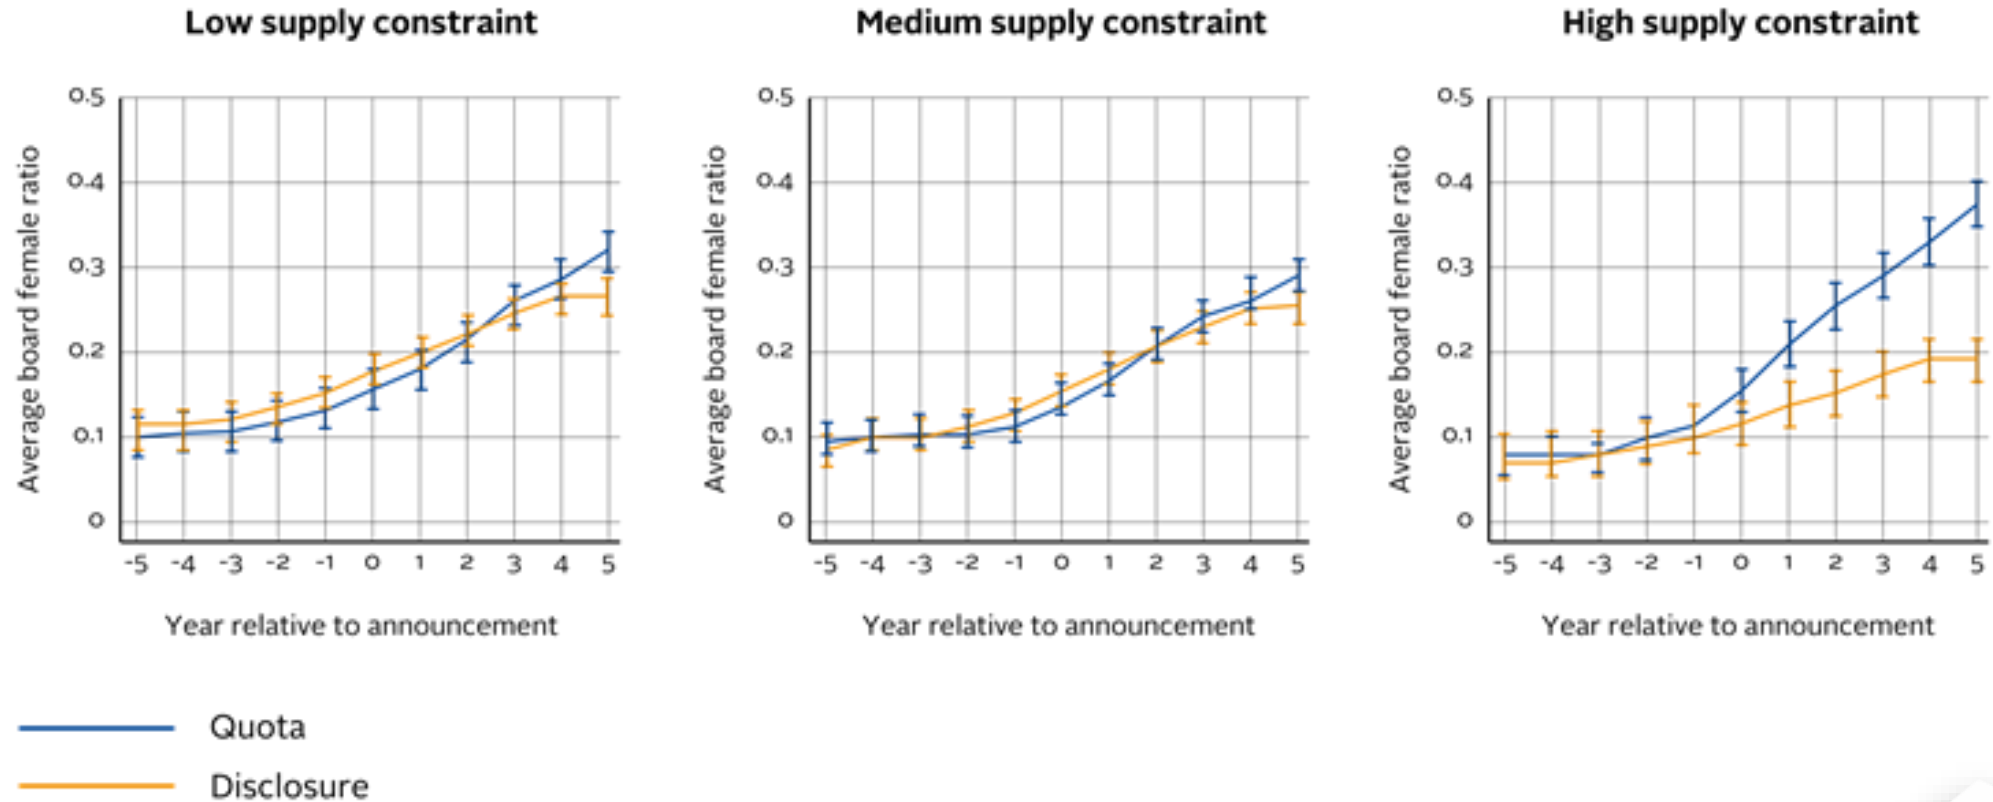 Low supply constraint
Medium supply constraint
High supply constraint
Average board female ratio
0.5
0.4
0.3
0.2
0.1
0
-5 -4 -3 -2 -1 0 1 2 3 4 5
Year relative to announcement
Average board female ratio
0.5
0.4
0.3
0.2
0.1
0
-5 -4 -3 -2 -1 0 1 2 3 4 5
Year relative to announcement
Average board female ratio
0.5
0.4
0.3
0.2
0.1
0
-5 -4 -3 -2 -1 0 1 2 3 4 5
Year relative to announcement
Quota
Disclosure